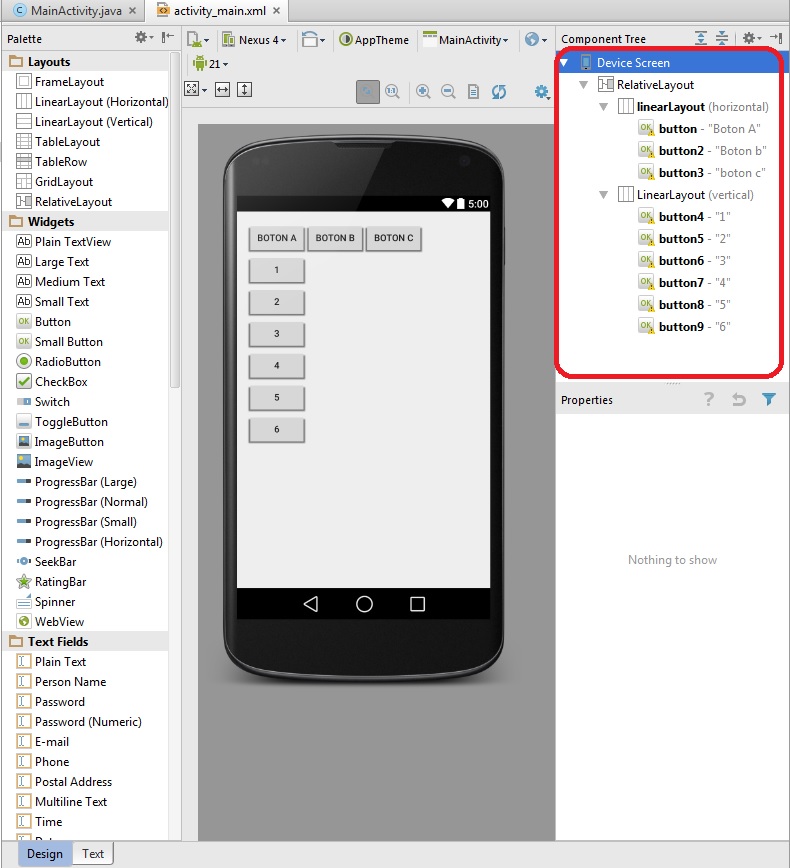 MainActivity.java
activity_main.xml
Palette
Layouts
FrameLayout
LinearLayout (Horizontal)
LinearLayout (Vertical)
TableLayout
TableRow
GridLayout
RelativeLayout
Widgets
Plain TextView
Large Text
Medium Text
Small Text
Button
Small Button
RadioButton
CheckBox
Switch
ToggleButton
ImageButton
ImageView
ProgressBar (Large)
ProgressBar (Normal)
ProgressBar (Small)
ProgressBar (Horizontal)
SeekBar
RatingBar
Spinner
WebView
Text Fields
Plain Text
Person Name
Password
Password (Numeric)
E-mail
Phone
Postal Address
Multiline Text
Time
Design
Text
Nexus 4
AppTheme
MainActivity
21
5:00
BOTON A BOTON B BOTON C
1
2
3
4
5
6
Component Tree
Device Screen
RelativeLayout
linearLayout (horizontal)
button - "Boton A"
button2 - "Boton b"
button3 - "boton c"
LinearLayout (vertical)
button4 - "1"
button5 - "2"
button6 - "3"
button7 - "4"
button8 - "5"
button9 - "6"
Properties
Nothing to show